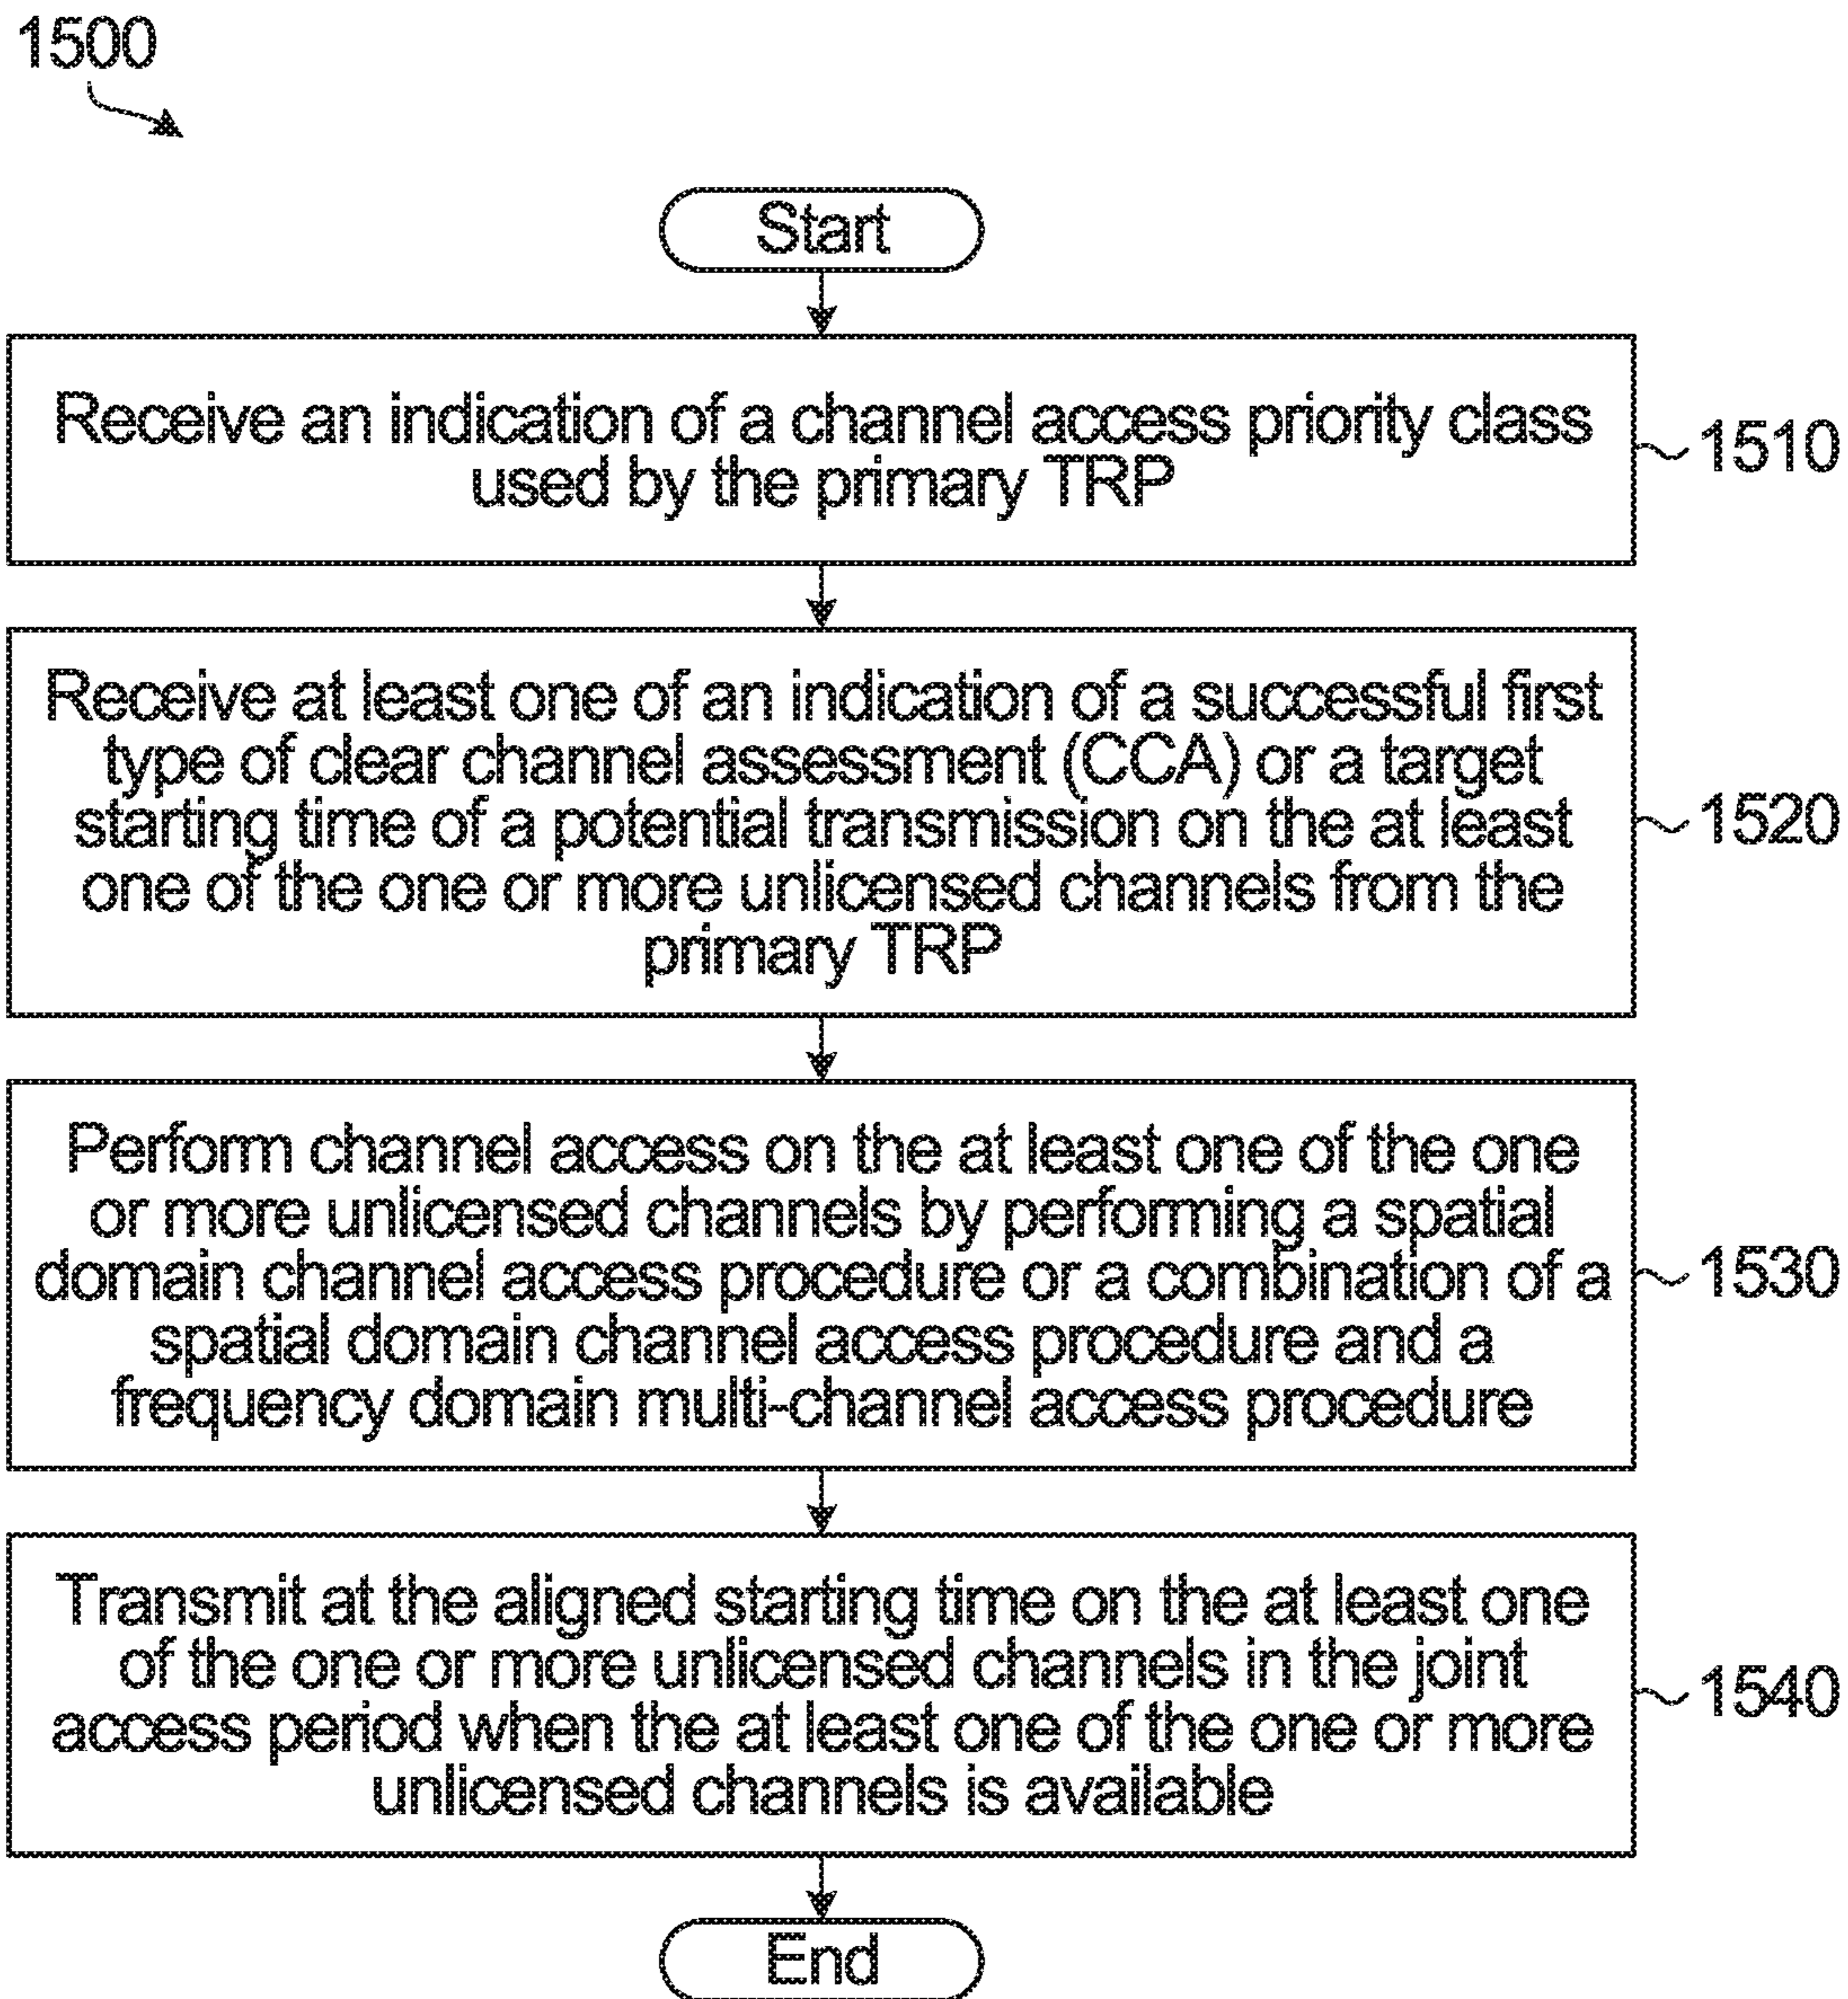 1500
Start
Receive an indication of a channel access priority class
used by the primary TRP
1510
Receive at least one of an indication of a successful first
type of clear channel assessment (CCA) or a target
starting time of a potential transmission on the at least
one of the one or more unlicensed channels from the
primary TRP
1520
Perform channel access on the at least one of the one
or more unlicensed channels by performing a spatial
domain channel access procedure or a combination of a
spatial domain channel access procedure and a
frequency domain multi-channel access procedure
1530
Transmit at the aligned starting time on the at least one
of the one or more unlicensed channels in the joint
access period when the at least one of the one or more
unlicensed channels is available
1540
End